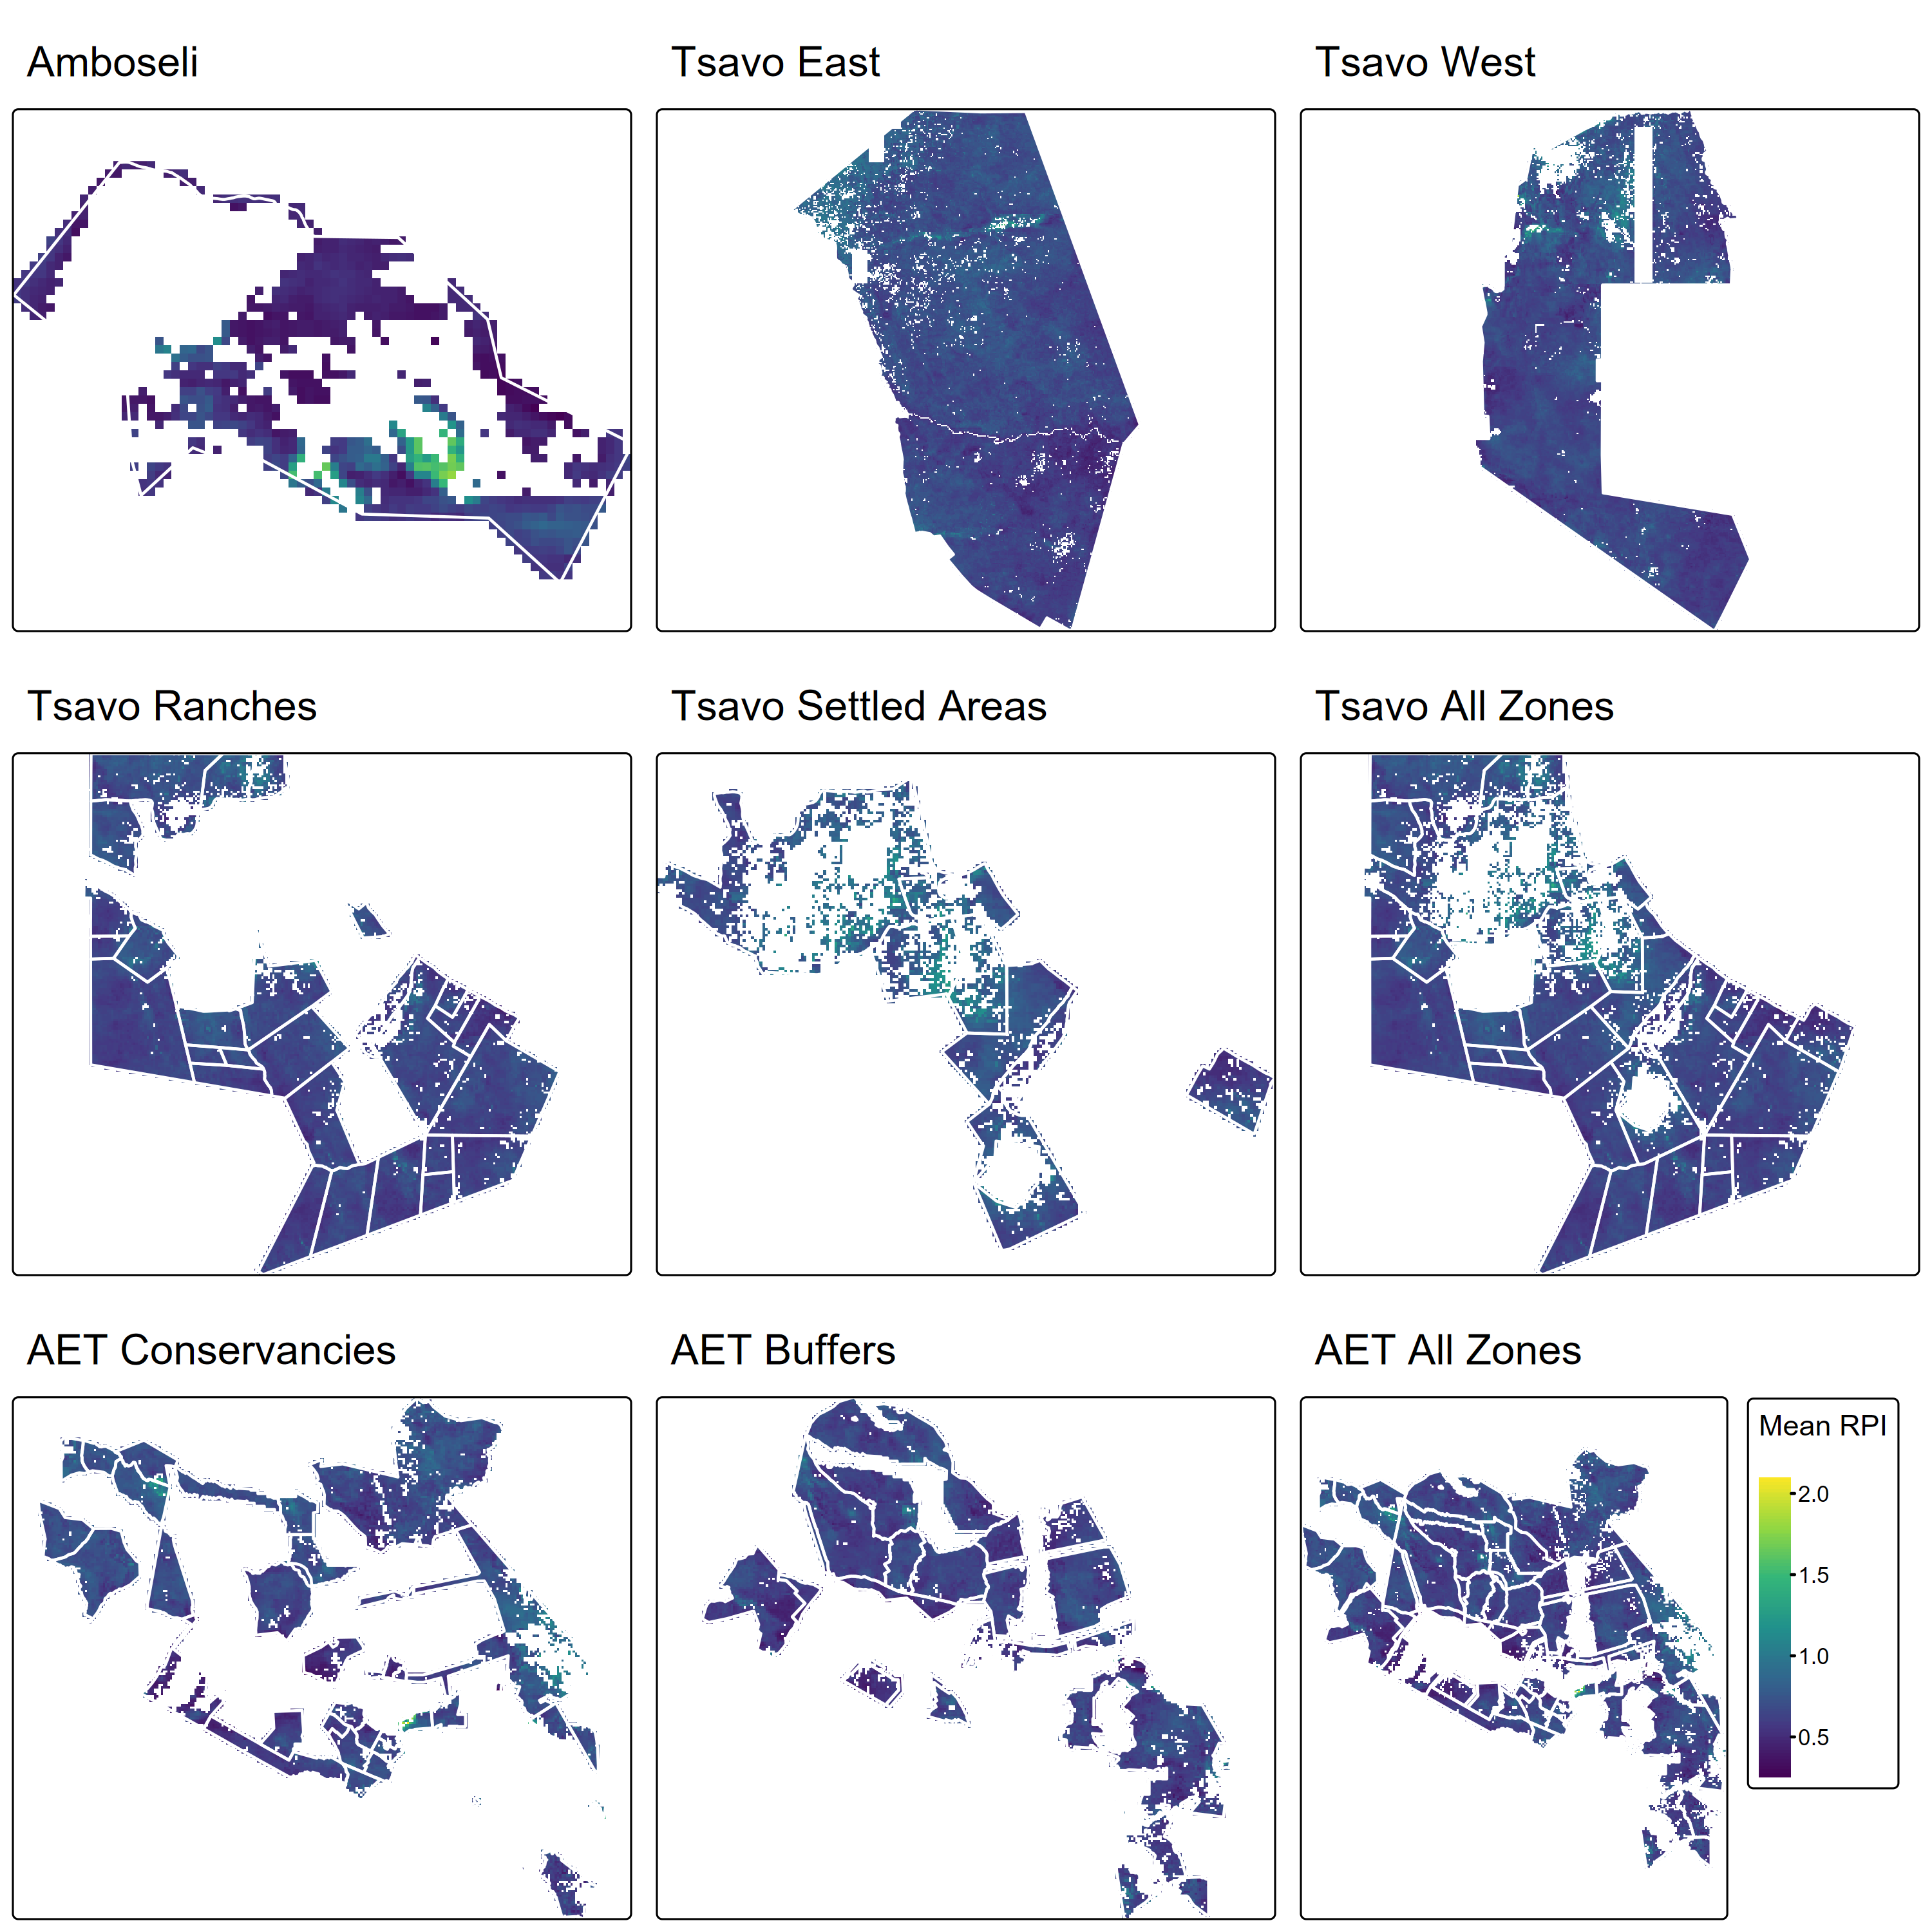 Amboseli
Tsavo East
Tsavo West
Tsavo Ranches
Tsavo Settled Areas
Tsavo All Zones
AET Conservancies
AET Buffers
AET All Zones
Mean RPI
2.0
1.5
1.0
0.5